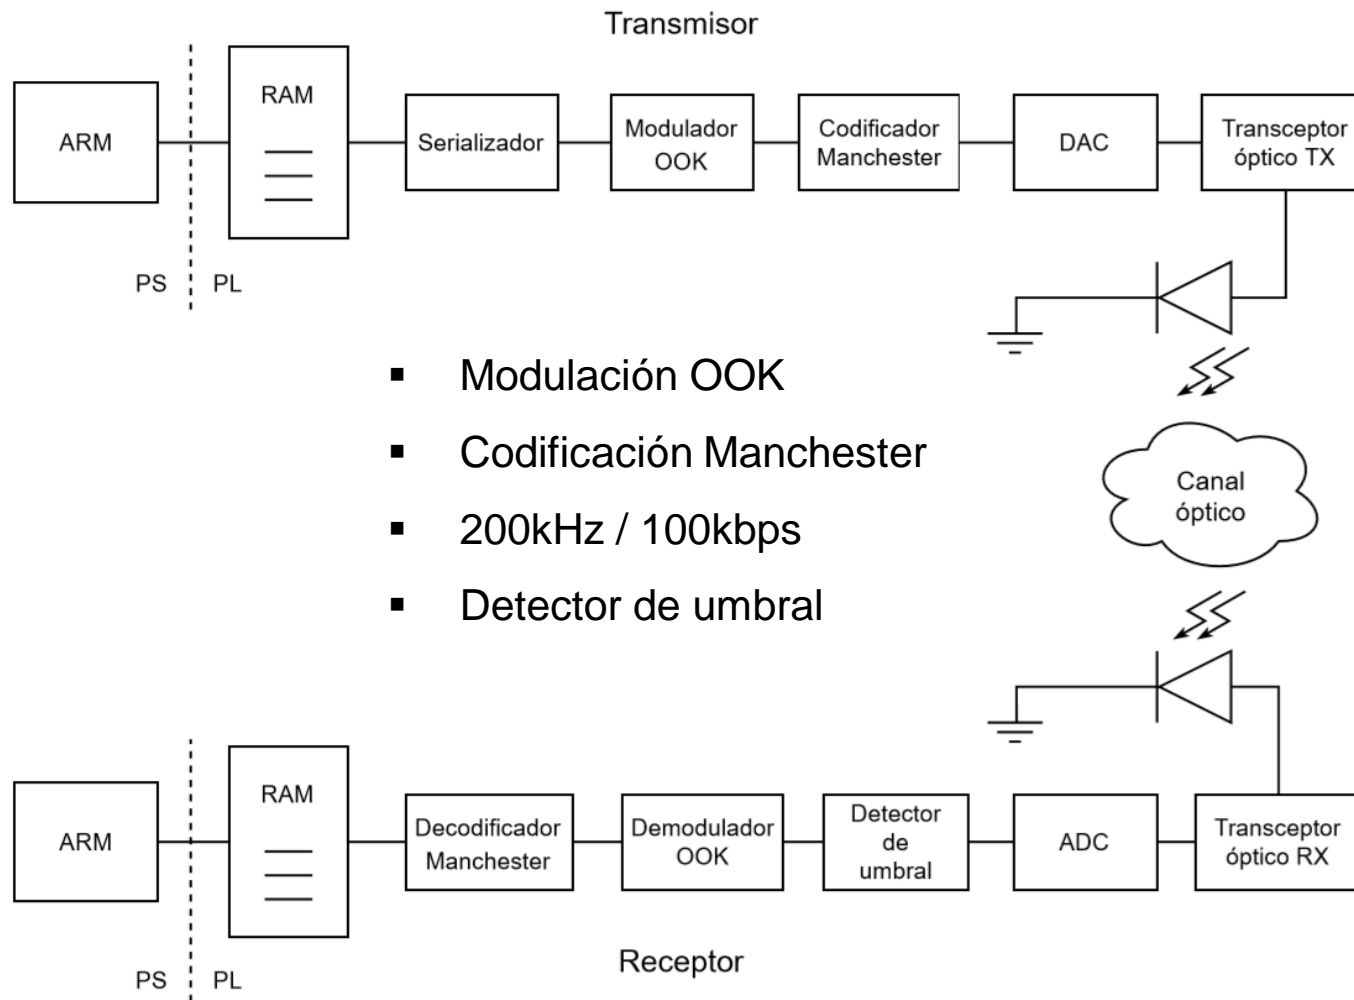 Transmisor
ARM
RAM
Serializador
Modulador
OOK
Codificador
Manchester
DAC
Transceptor
óptico TX
PS
PL
▪ Modulación OOK
▪ Codificación Manchester
▪ 200kHz / 100kbps
▪ Detector de umbral
Canal
óptico
ARM
RAM
Decodificador
Manchester
Demodulador
OOK
Detector
de
umbral
ADC
Transceptor
óptico RX
PS
PL
Receptor